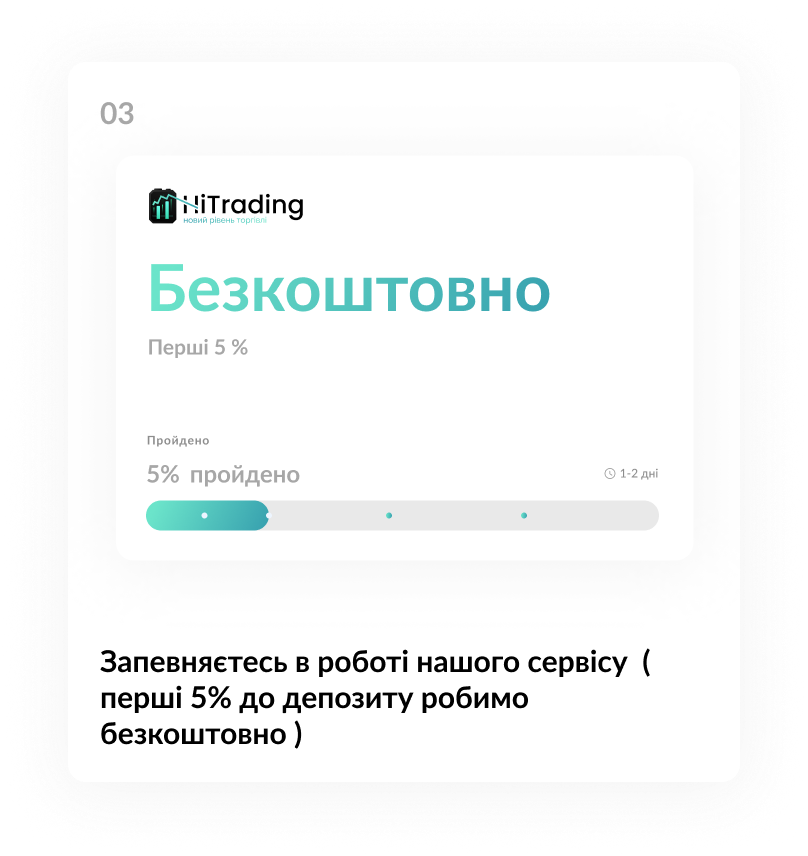 03
HiTrading
новий рівень торгівлі
Безкоштовно
Перші 5 %
Пройдено
5% пройдено
1-2 дні
Запевняєтесь в роботі нашого сервісу (
перші 5% до депозиту робимо
безкоштовно )